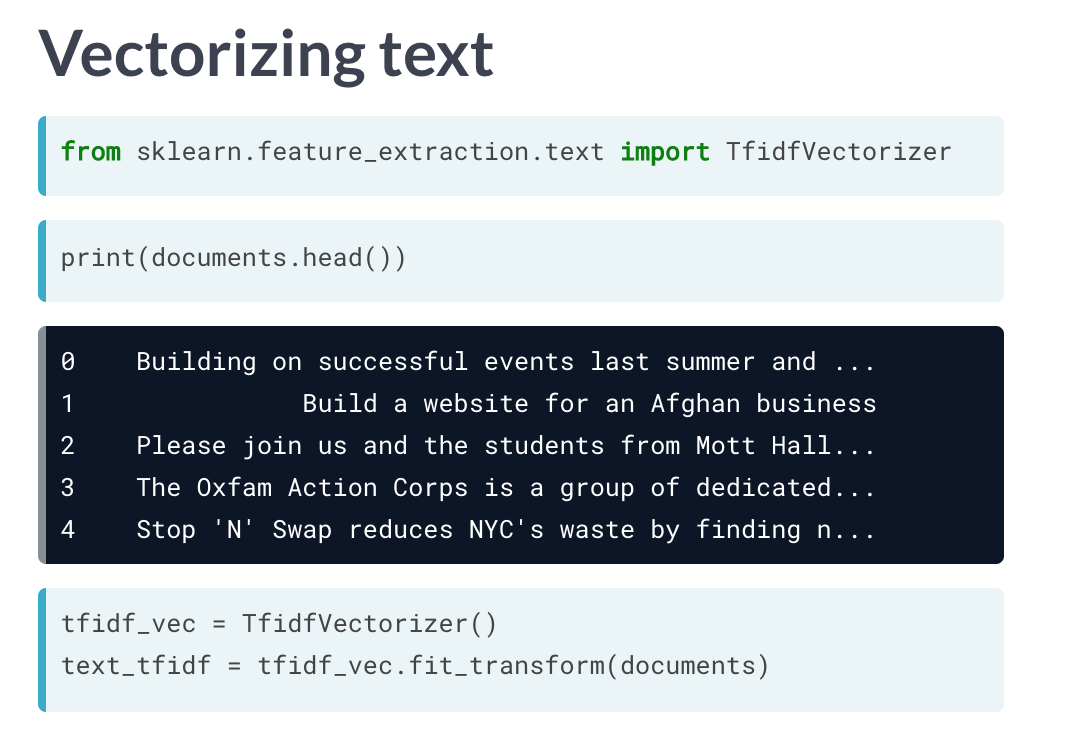 Vectorizing text
from sklearn.feature_extraction.text import TfidfVectorizer
print(documents.head())
0    Building on successful events last summer and ...
1               Build a website for an Afghan business
2    Please join us and the students from Mott Hall...
3    The Oxfam Action Corps is a group of dedicated...
4    Stop 'N' Swap reduces NYC's waste by finding n...
tfidf_vec = TfidfVectorizer()
text_tfidf = tfidf_vec.fit_transform(documents)